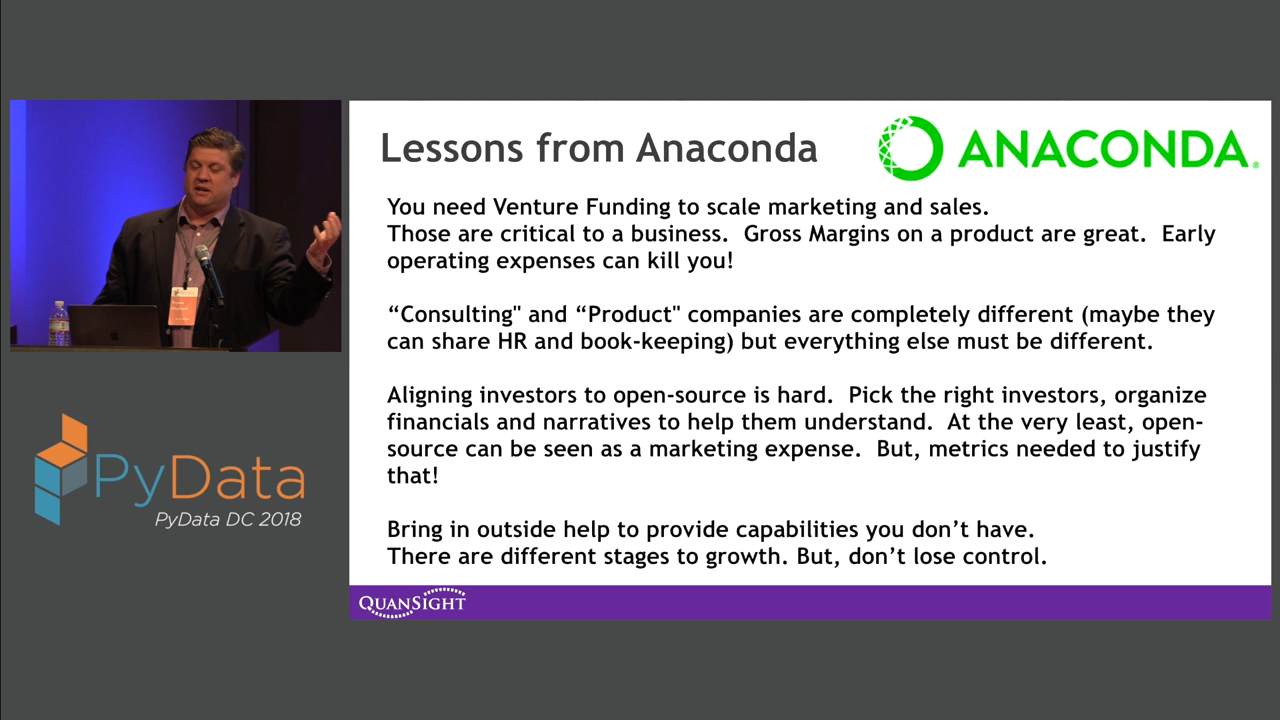 Lessons from Anaconda
ANACONDA®
You need Venture Funding to scale marketing and sales.
Those are critical to a business.  Gross Margins on a product are great.  Early
operating expenses can kill you!
“Consulting" and “Product" companies are completely different (maybe they
can share HR and book-keeping) but everything else must be different.
Aligning investors to open-source is hard.  Pick the right investors, organize
financials and narratives to help them understand.  At the very least, open-
source can be seen as a marketing expense.  But, metrics needed to justify
that!
Bring in outside help to provide capabilities you don’t have.
There are different stages to growth. But, don’t lose control.
QUANSIGHT
PyData
PyData DC 2018